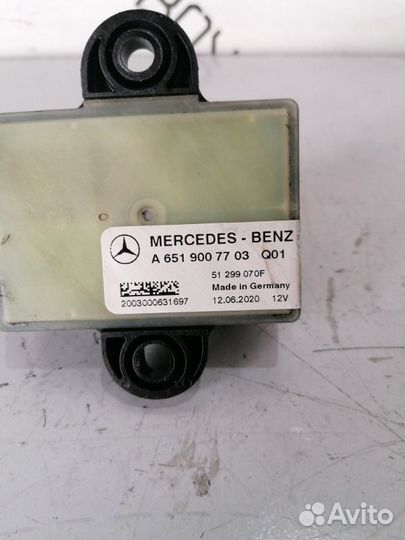 MERCEDES - BENZ
A 651 900 77 03 Q01
51 299 070F
Made in Germany
2003000631697 12.06.2020 12V
Avito